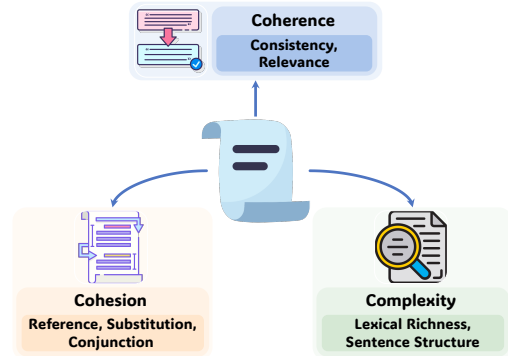 Coherence
Consistency,
Relevance
Cohesion
Reference, Substitution,
Conjunction
Complexity
Lexical Richness,
Sentence Structure